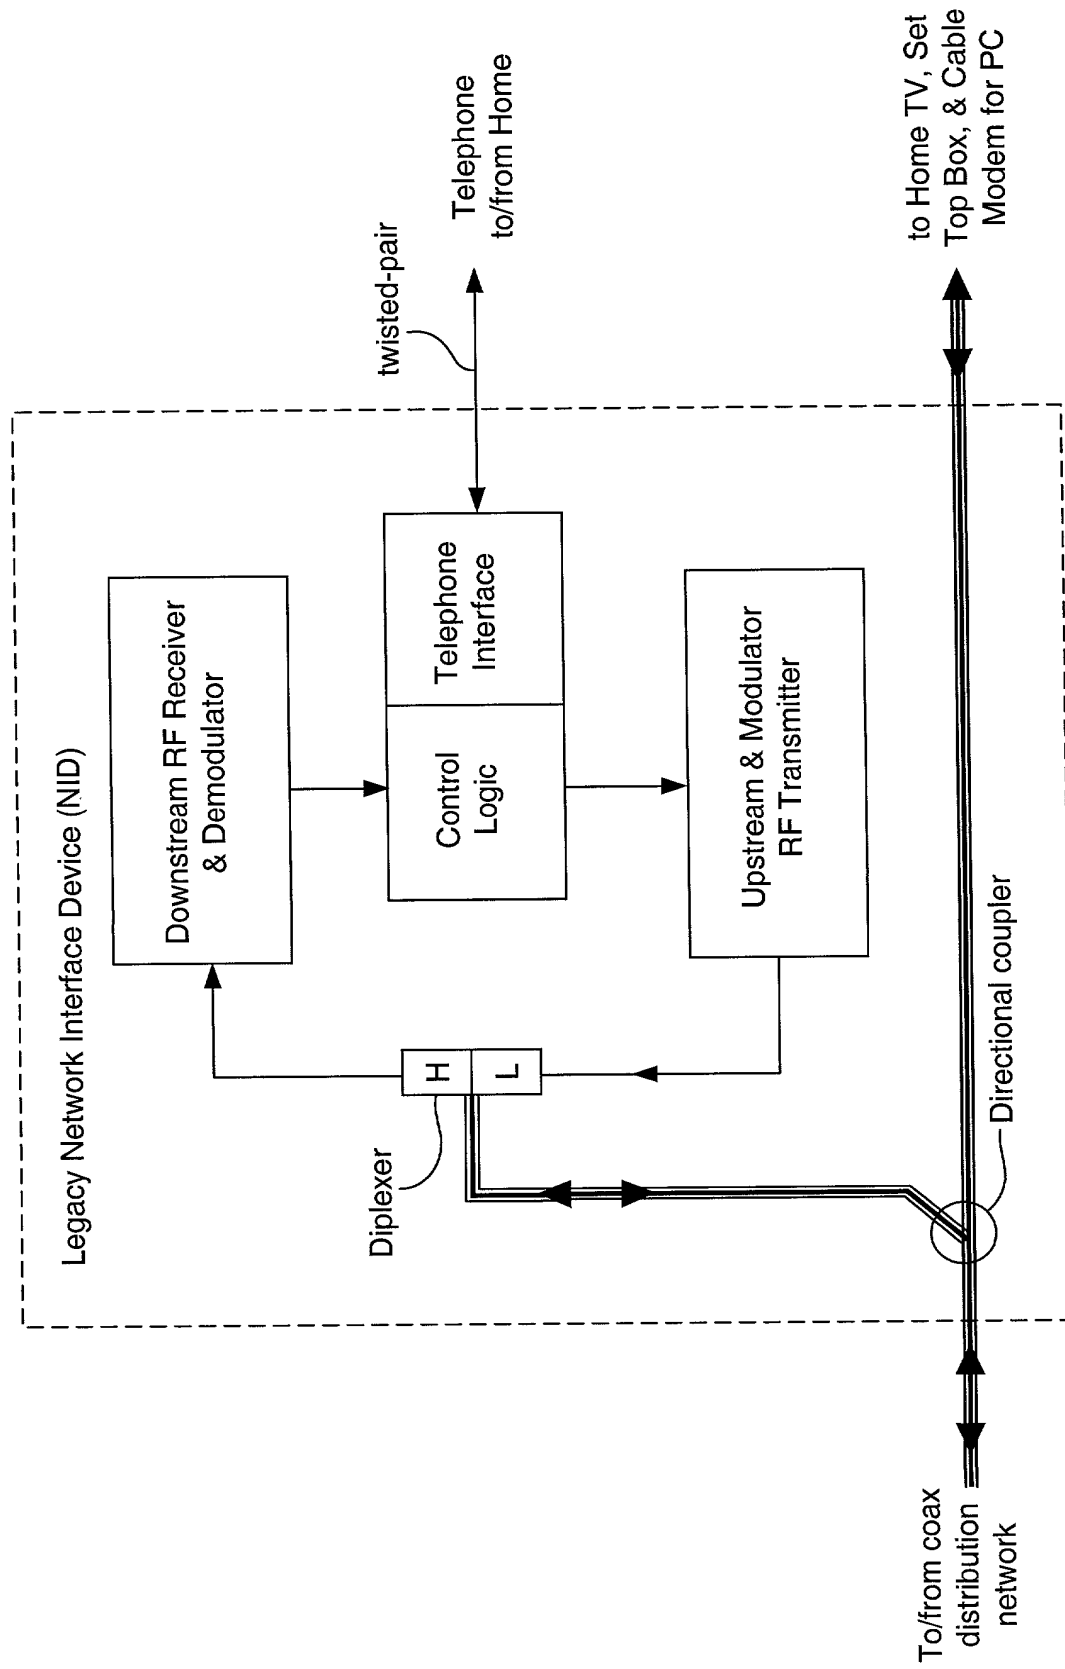 Legacy Network Interface Device (NID)
Downstream RF Receiver
& Demodulator
Diplexer
H
L
Control
Logic
Telephone
Interface
twisted-pair
Telephone
to/from Home
Upstream & Modulator
RF Transmitter
To/from coax
distribution
network
Directional coupler
to Home TV, Set
Top Box, & Cable
Modem for PC